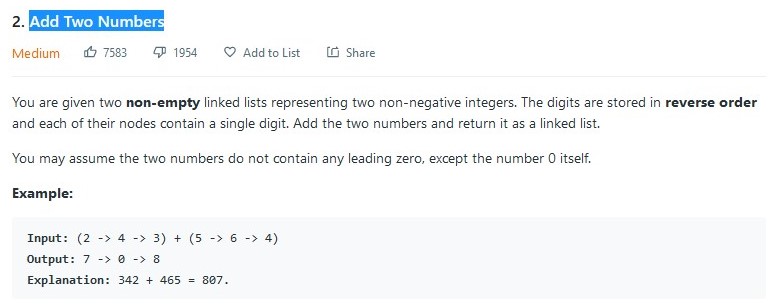 2. Add Two Numbers
Medium 7583 1954 Add to List Share
You are given two non-empty linked lists representing two non-negative integers. The digits are stored in reverse order
and each of their nodes contain a single digit. Add the two numbers and return it as a linked list.
You may assume the two numbers do not contain any leading zero, except the number 0 itself.
Example:
Input: (2 -> 4 -> 3) + (5 -> 6 -> 4)
Output: 7 -> 0 -> 8
Explanation: 342 + 465 = 807.